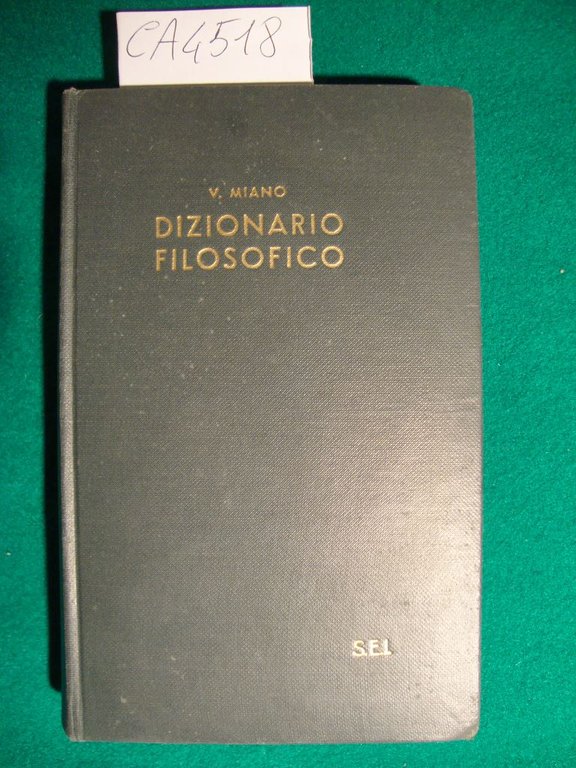 CA4518
V. MIANO
DIZIONARIO
FILOSOFICO
S.E.I.